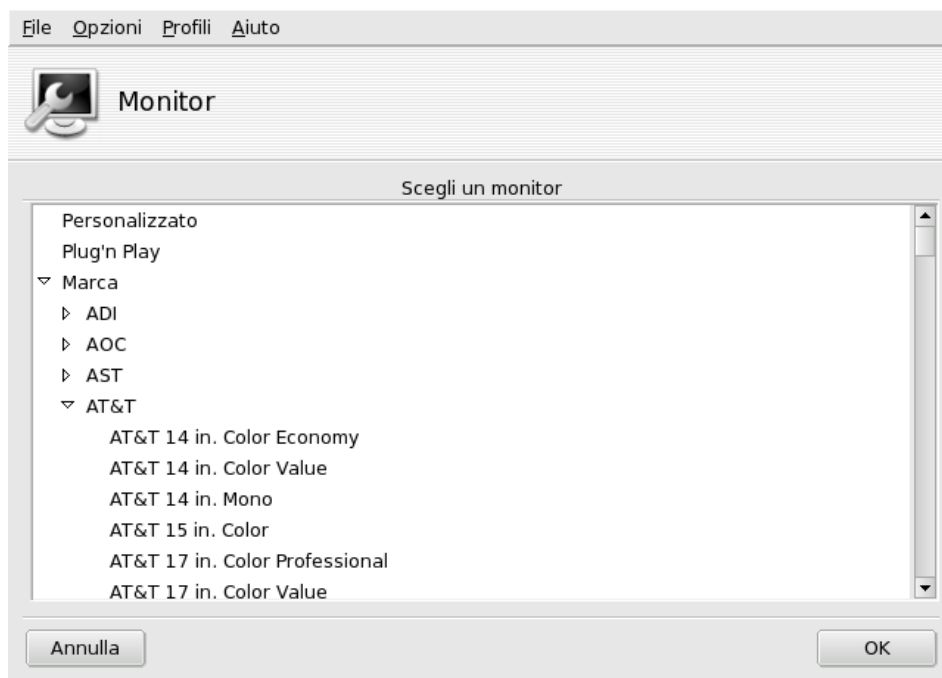 File Opzioni Profili Aiuto
Monitor
Scegli un monitor
Personalizzato
Plug'n Play
Marca
ADI
AOC
AST
AT&T
AT&T 14 in. Color Economy
AT&T 14 in. Color Value
AT&T 14 in. Mono
AT&T 15 in. Color
AT&T 17 in. Color Professional
AT&T 17 in. Color Value
Annulla OK